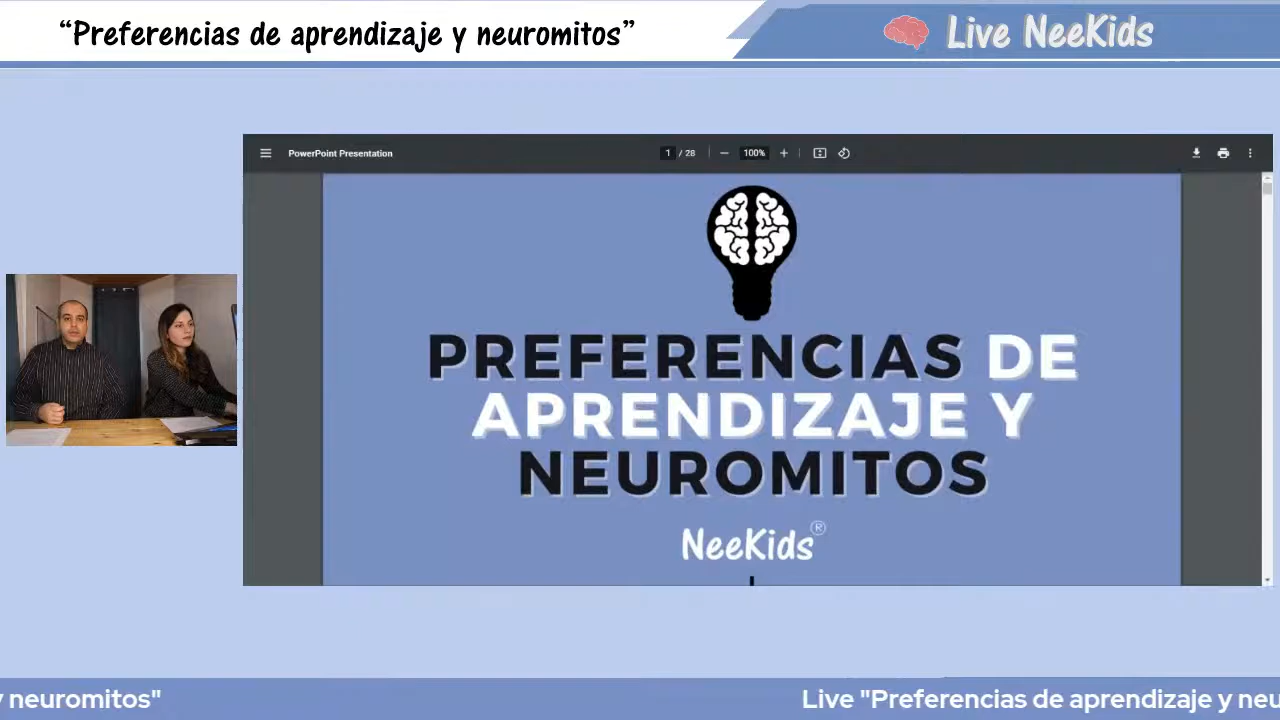 “Preferencias de aprendizaje y neuromitos”
Live NeeKids
PowerPoint Presentation
1 / 28
100%
PREFERENCIAS DE
APRENDIZAJE Y
NEUROMITOS
NeeKids®
y neuromitos"
Live "Preferencias de aprendizaje y neu